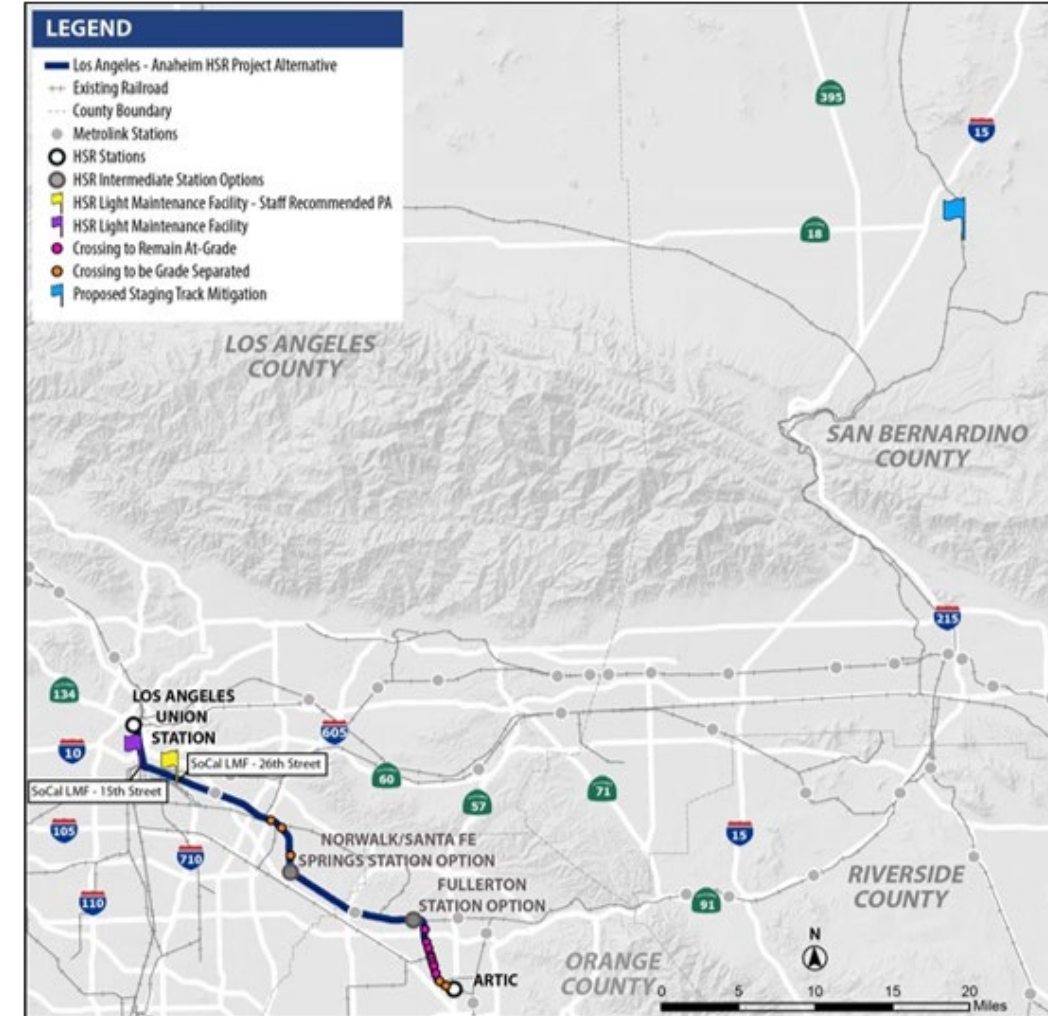 LEGEND
Los Angeles - Anaheim HSR Project Alternative
Existing Railroad
County Boundary
Metrolink Stations
HSR Stations
HSR Intermediate Station Options
HSR Light Maintenance Facility - Staff Recommended PA
HSR Light Maintenance Facility
Crossing to Remain At-Grade
Crossing to be Grade Separated
Proposed Staging Track Mitigation
395
15
18
LOS ANGELES
COUNTY
SAN BERNARDINO
COUNTY
215
134
LOS ANGELES
UNION
STATION
10
605
SoCal LMF - 26th Street
SoCal LMF - 15th Street
60
57
71
105
710
15
NORWALK/SANTA FE
SPRINGS STATION OPTION
FULLERTON
STATION OPTION
110
91
RIVERSIDE
COUNTY
ORANGE
COUNTY
ARTIC
N
0 5 10 15 20
Miles